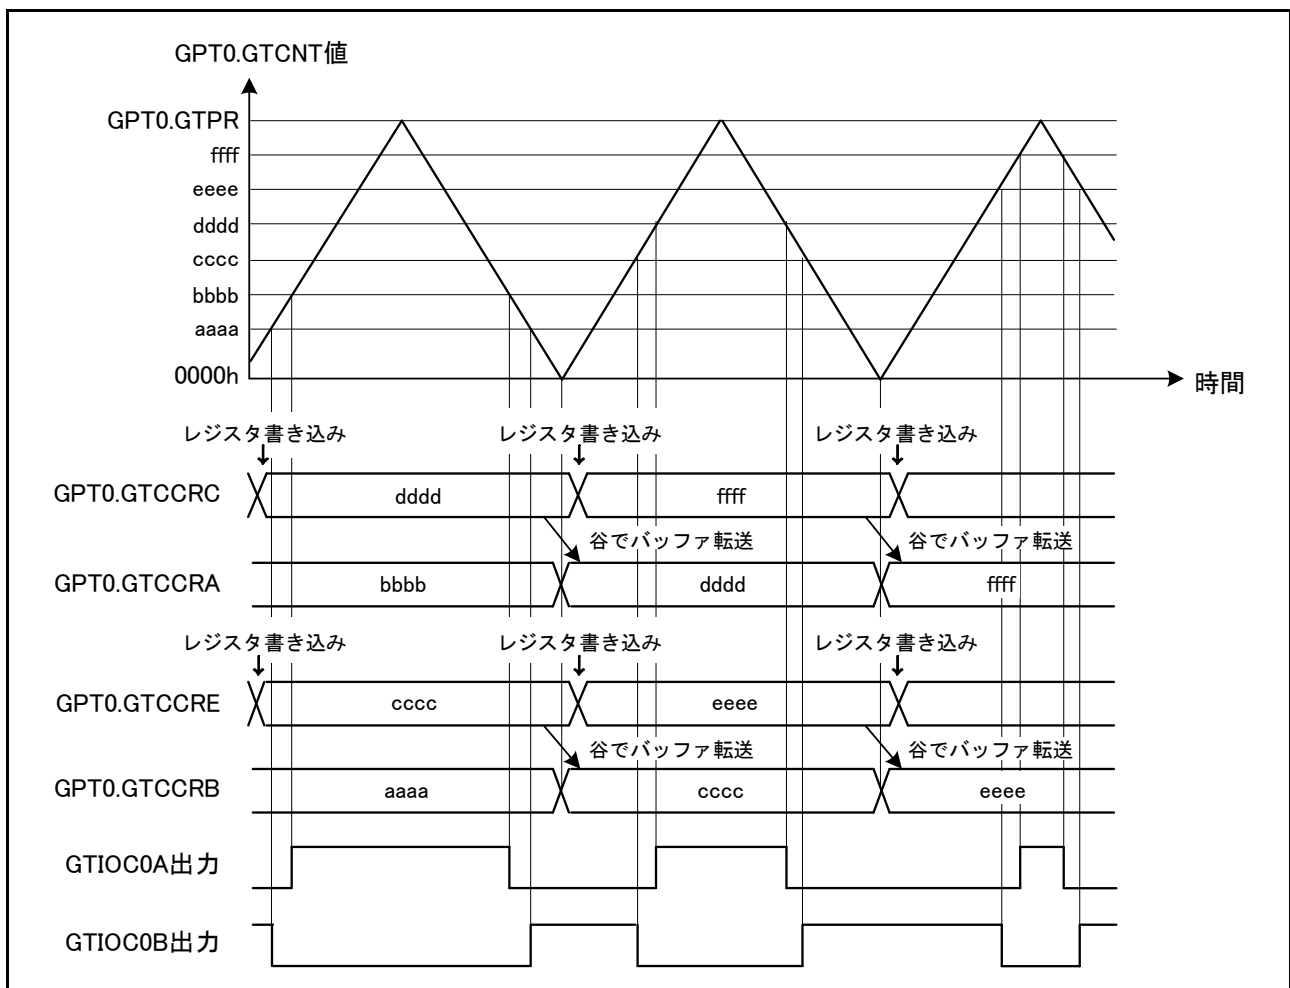 GPT0.GTCNT値
GPT0.GTPR
ffff
eeee
dddd
cccc
bbbb
aaaa
0000h
時間
レジスタ書き込み レジスタ書き込み レジスタ書き込み
GPT0.GTCCRC dddd ffff
谷でバッファ転送 谷でバッファ転送
GPT0.GTCCRA bbbb dddd ffff
レジスタ書き込み レジスタ書き込み レジスタ書き込み
GPT0.GTCCRE cccc eeee
谷でバッファ転送 谷でバッファ転送
GPT0.GTCCRB aaaa cccc eeee
GTIOC0A出力
GTIOC0B出力